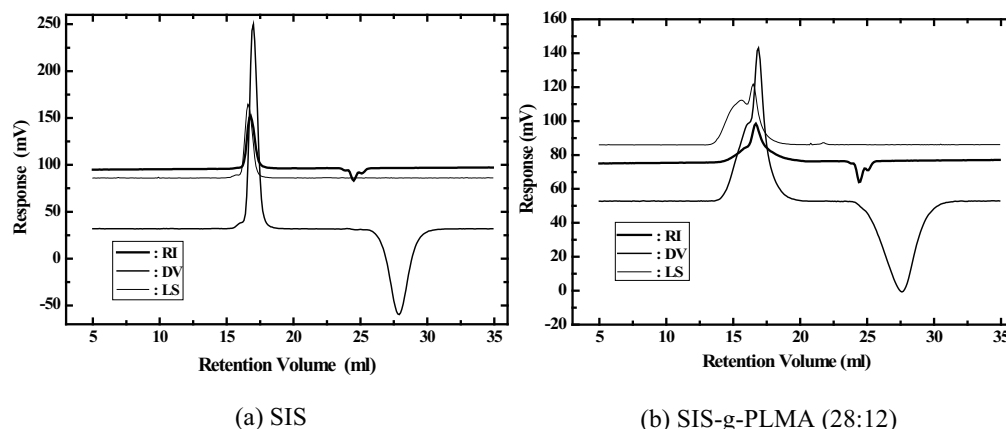 250
200
150
100
50
0
-50
Response (mV)
: RI
: DV
: LS
5 10 15 20 25 30 35
Retention Volume (ml)
(a) SIS
160
140
120
100
80
60
40
20
0
-20
Response (mV)
: RI
: DV
: LS
5 10 15 20 25 30 35
Retention Volume (ml)
(b) SIS-g-PLMA (28:12)